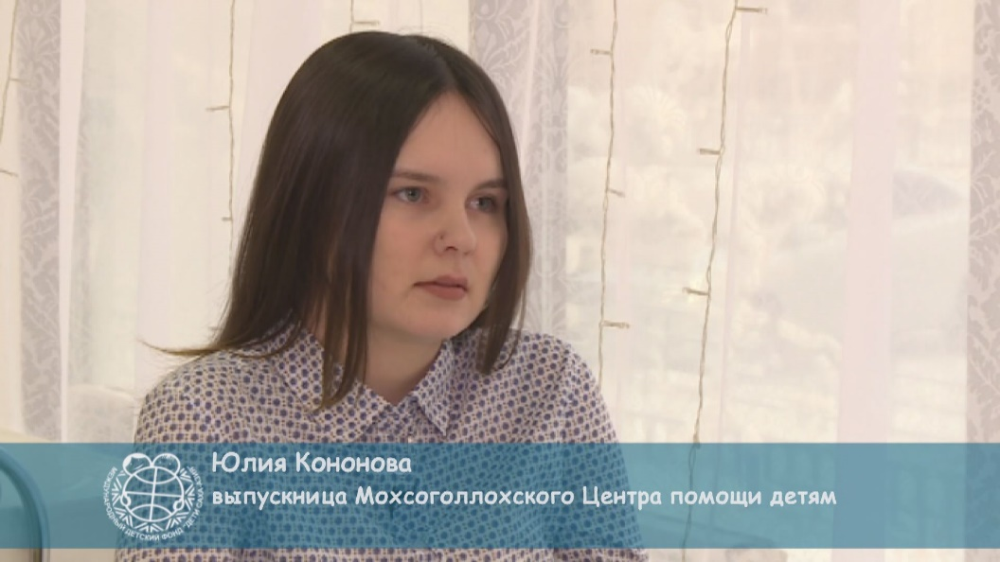 Юлия Кононова
выпускница Мохсоголлохского Центра помощи детям